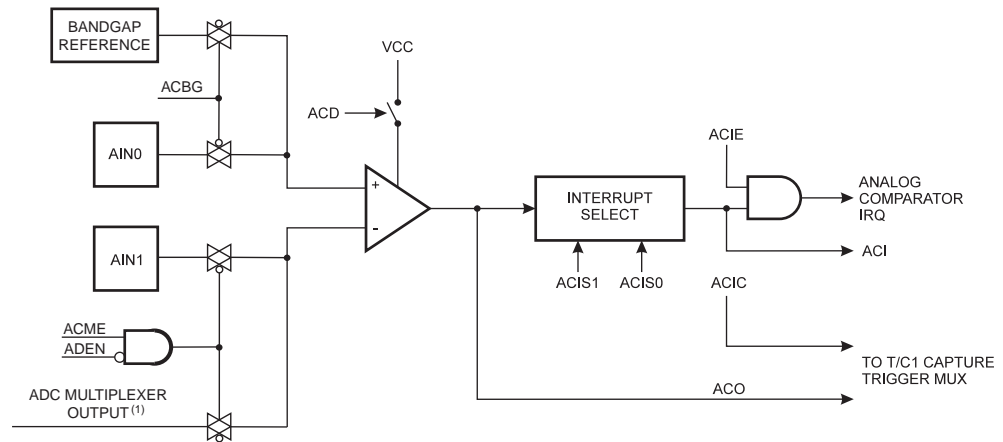 BANDGAP
REFERENCE
VCC
ACBG
ACD
ACIE
AIN0
+
INTERRUPT
SELECT
ANALOG
COMPARATOR
IRQ
-
AIN1
ACI
ACIS1
ACIS0
ACIC
ACME
ADEN
TO T/C1 CAPTURE
TRIGGER MUX
ADC MULTIPLEXER
OUTPUT (1)
ACO